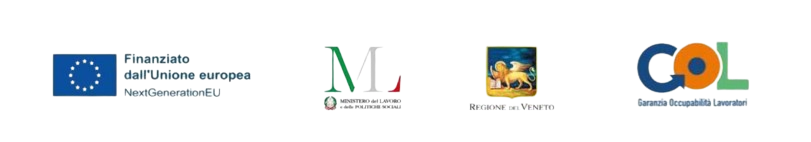 Finanziato
dall'Unione europea
NextGenerationEU
ML
MINISTERO del LAVORO
e delle POLITICHE SOCIALI
REGIONE DEL VENETO
GOL
Garanzia Occupabilità Lavoratori